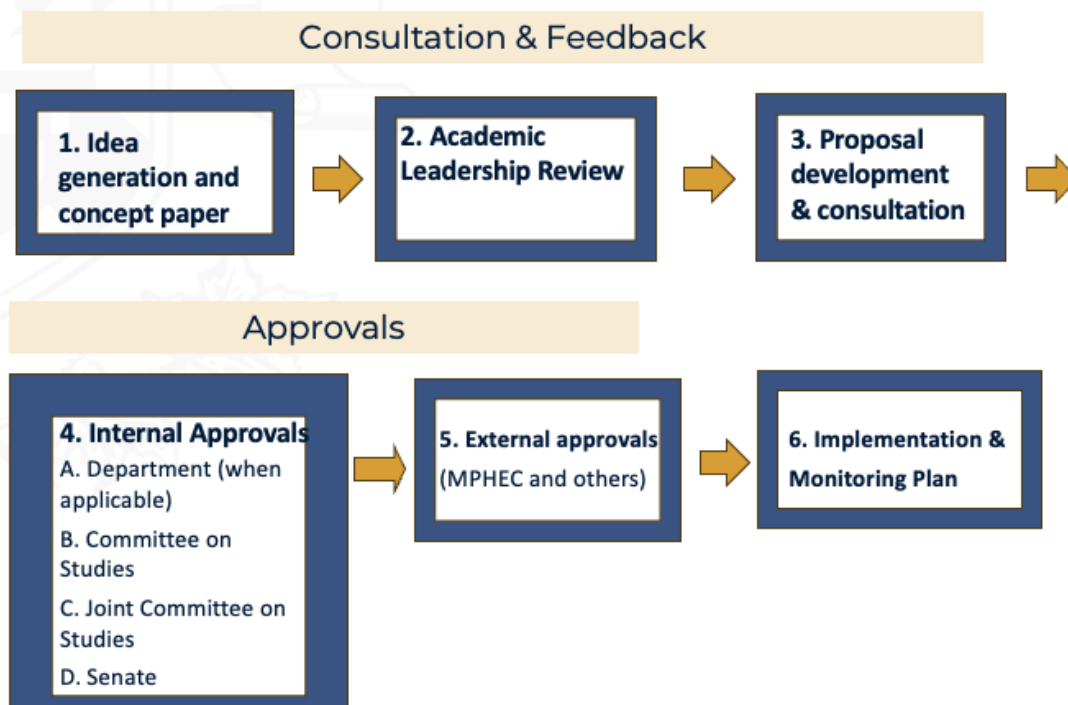 Consultation & Feedback
1. Idea
generation and
concept paper
2. Academic
Leadership Review
3. Proposal
development
& consultation
Approvals
4. Internal Approvals
A. Department (when
applicable)
B. Committee on
Studies
C. Joint Committee on
Studies
D. Senate
5. External approvals
(MPHEC and others)
6. Implementation &
Monitoring Plan